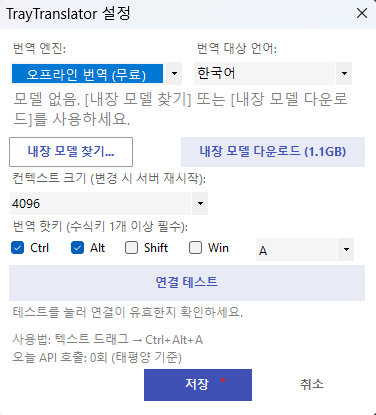 TrayTranslator 설정
번역 엔진: 번역 대상 언어:
오프라인 번역 (무료) 한국어
모델 없음. [내장 모델 찾기] 또는 [내장 모델 다운로
드]를 사용하세요.
내장 모델 찾기... 내장 모델 다운로드 (1.1GB)
컨텍스트 크기 (변경 시 서버 재시작):
4096
번역 핫키 (수식키 1개 이상 필수):
Ctrl Alt Shift Win A
연결 테스트
테스트를 눌러 연결이 유효한지 확인하세요.
사용법: 텍스트 드래그 → Ctrl+Alt+A
오늘 API 호출: 0회 (태평양 기준)
저장 취소